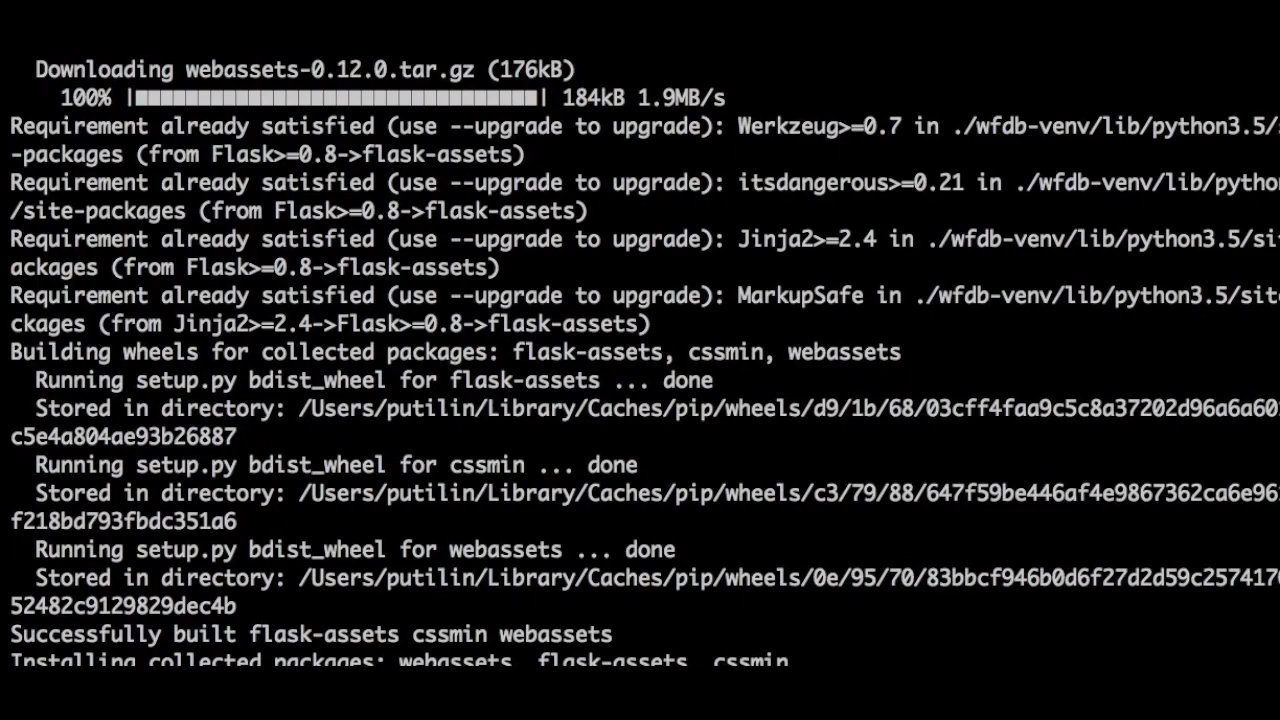 Downloading webassets-0.12.0.tar.gz (176kB)
100% |████████████████████████████████| 184kB 1.9MB/s
Requirement already satisfied (use --upgrade to upgrade): Werkzeug>=0.7 in ./wfdb-venv/lib/python3.5/
-packages (from Flask>=0.8->flask-assets)
Requirement already satisfied (use --upgrade to upgrade): itsdangerous>=0.21 in ./wfdb-venv/lib/pytho
/site-packages (from Flask>=0.8->flask-assets)
Requirement already satisfied (use --upgrade to upgrade): Jinja2>=2.4 in ./wfdb-venv/lib/python3.5/si
ackages (from Flask>=0.8->flask-assets)
Requirement already satisfied (use --upgrade to upgrade): MarkupSafe in ./wfdb-venv/lib/python3.5/sit
ckages (from Jinja2>=2.4->Flask>=0.8->flask-assets)
Building wheels for collected packages: flask-assets, cssmin, webassets
Running setup.py bdist_wheel for flask-assets ... done
Stored in directory: /Users/putilin/Library/Caches/pip/wheels/d9/1b/68/03cff4faa9c5c8a37202d96a6a60
c5e4a804ae93b26887
Running setup.py bdist_wheel for cssmin ... done
Stored in directory: /Users/putilin/Library/Caches/pip/wheels/c3/79/88/647f59be446af4e9867362ca6e96
f218bd793fbdc351a6
Running setup.py bdist_wheel for webassets ... done
Stored in directory: /Users/putilin/Library/Caches/pip/wheels/0e/95/70/83bbcf946b0d6f27d2d59c257417
52482c9129829dec4b
Successfully built flask-assets cssmin webassets
Installing collected packages: webassets, flask-assets, cssmin